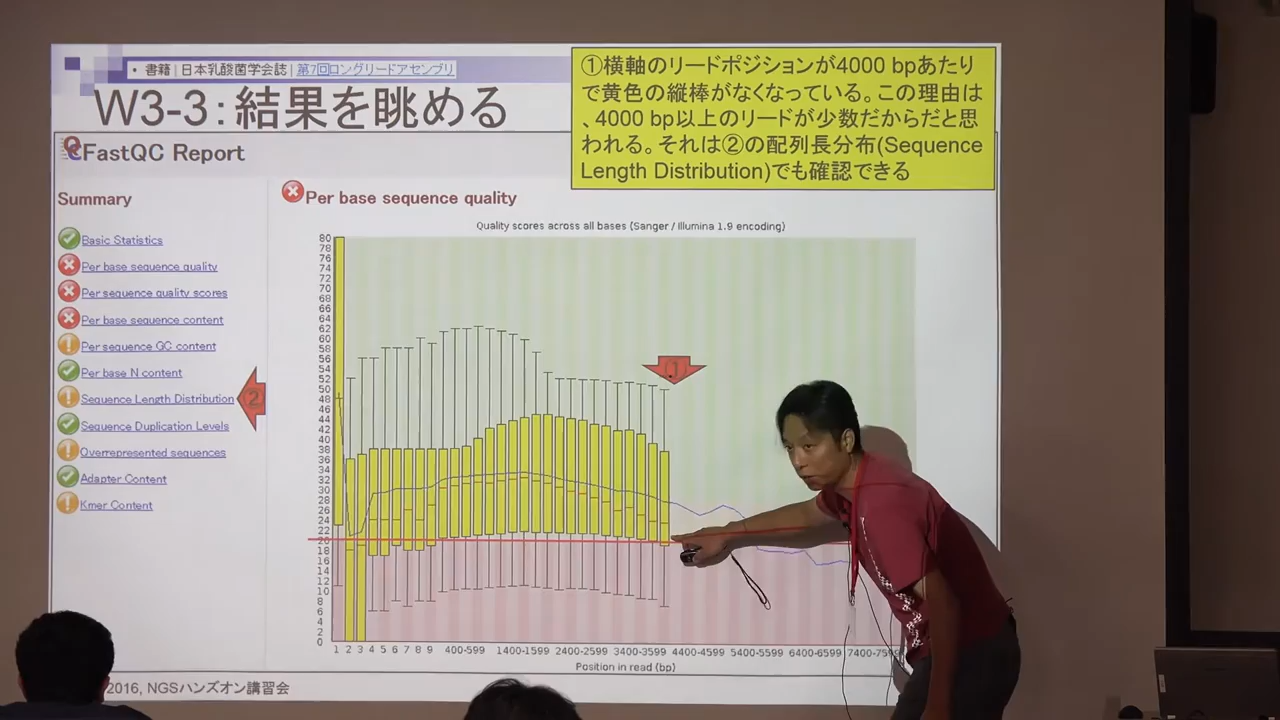 • 書籍 | 日本乳酸菌学会誌 | 第7回ロングリードアセンブリ
W3-3：結果を眺める
①横軸のリードポジションが4000 bpあたり
で黄色の縦棒がなくなっている。この理由は
、4000 bp以上のリードが少数だからだと思
われる。それは②の配列長分布(Sequence
Length Distribution)でも確認できる
FastQC Report
Summary
Basic Statistics
Per base sequence quality
Per sequence quality scores
Per base sequence content
Per sequence GC content
Per base N content
Sequence Length Distribution
②
Sequence Duplication Levels
Overrepresented sequences
Adapter Content
Kmer Content
Per base sequence quality
Quality scores across all bases (Sanger / Illumina 1.9 encoding)
80
78
76
74
72
70
68
66
64
62
60
58
56
54
52
50
48
46
44
42
40
38
36
34
32
30
28
26
24
22
20
18
16
14
12
10
8
6
4
2
0
①
1 2 3 4 5 6 7 8 9 400-599 1400-1599 2400-2599 3400-3599 4400-4599 5400-5599 6400-6599 7400-7599
Position in read (bp)
2016, NGSハンズオン講習会